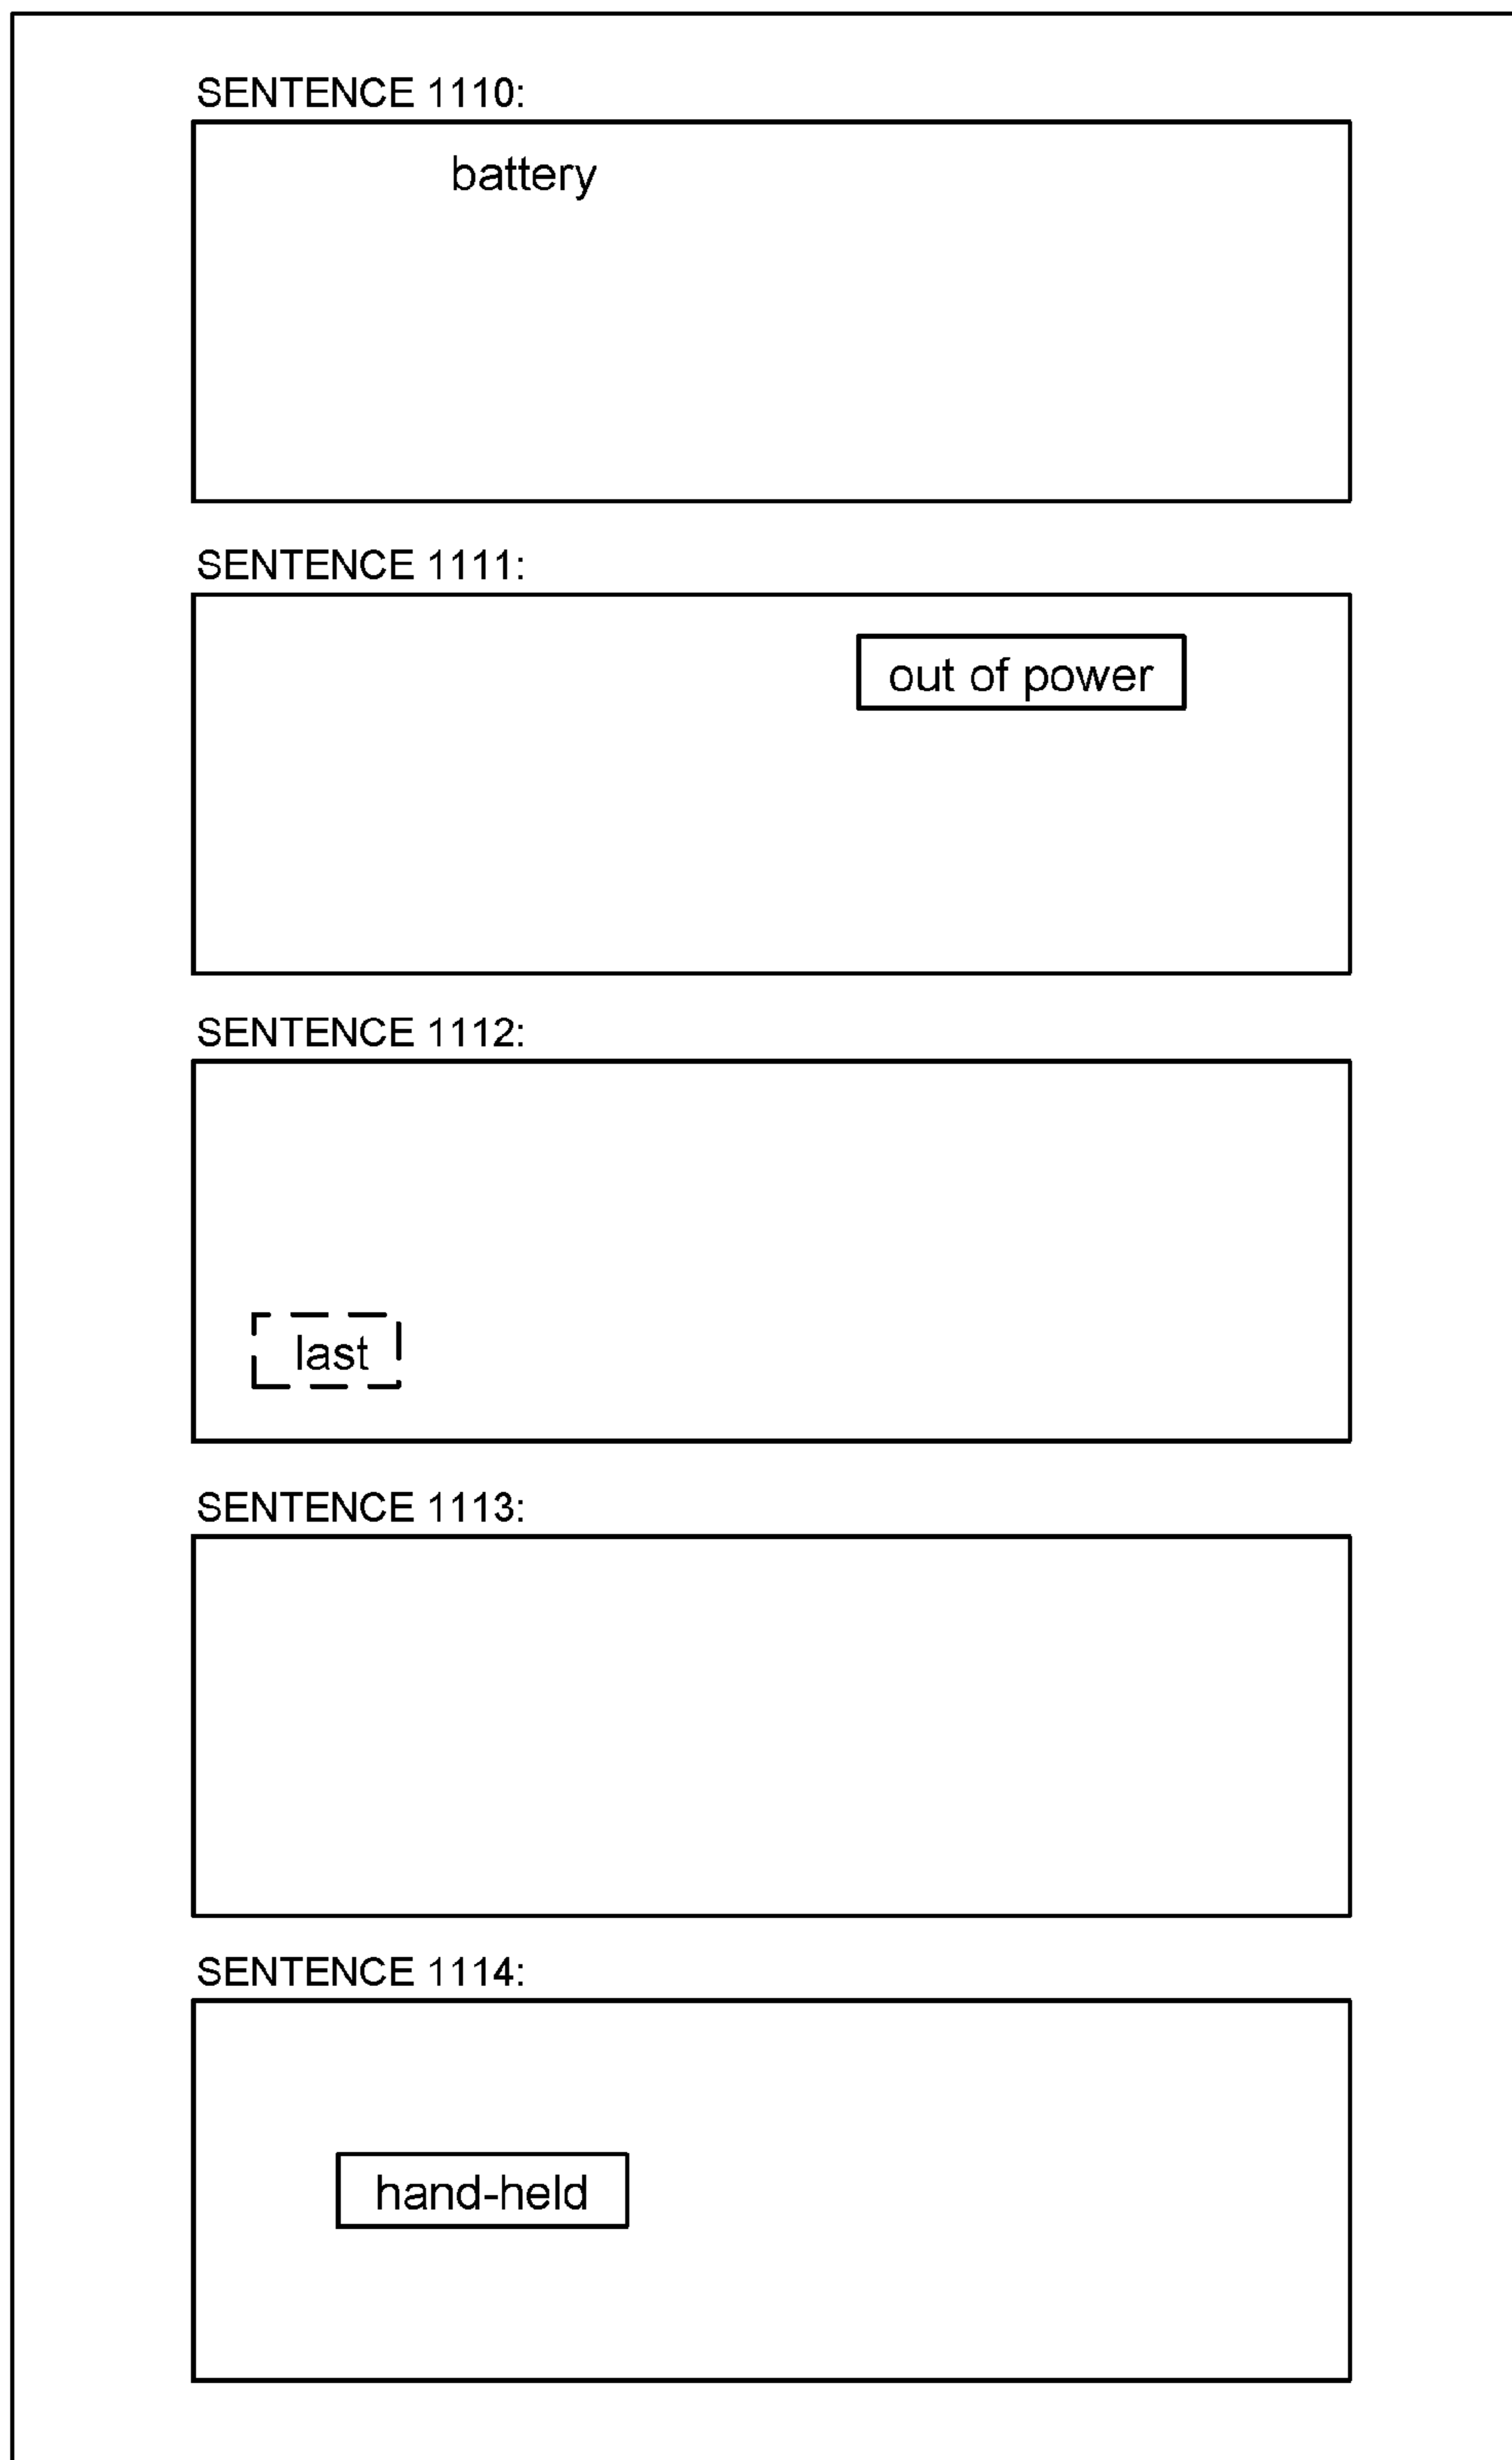 SENTENCE 1110:
battery
SENTENCE 1111:
out of power
SENTENCE 1112:
last
SENTENCE 1113:
SENTENCE 1114:
hand-held